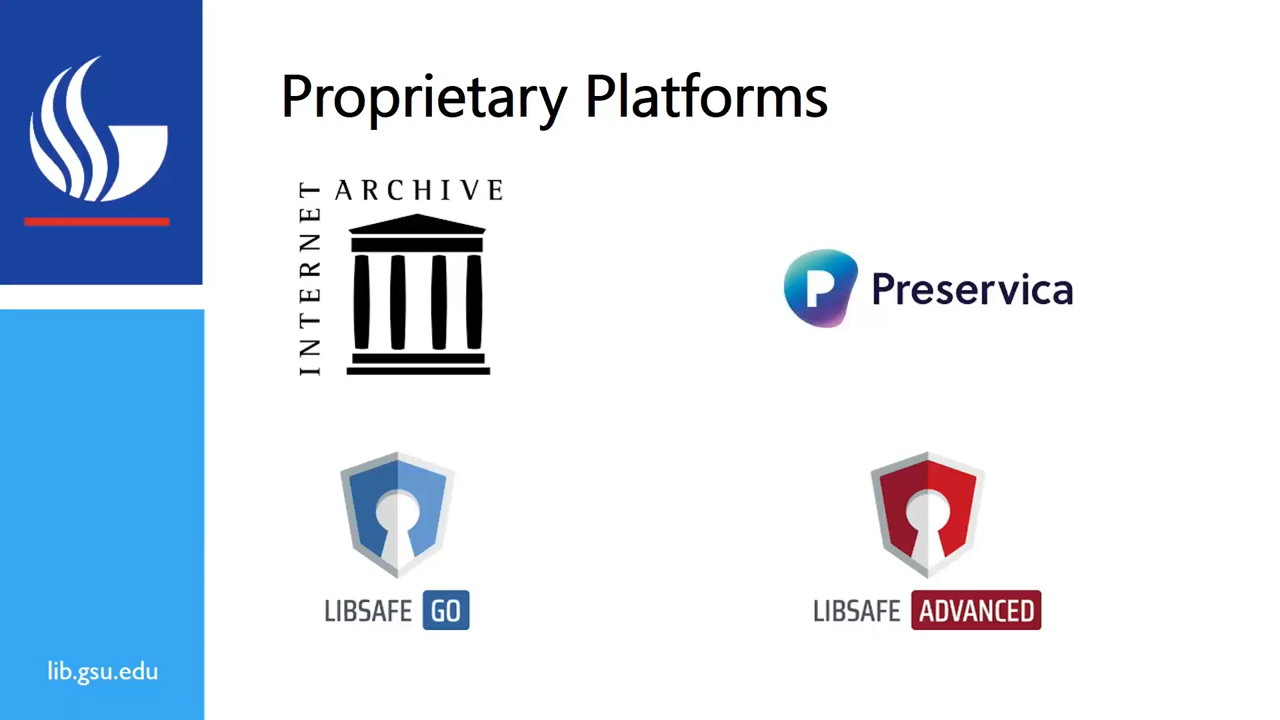 Proprietary Platforms
INTERNET ARCHIVE
Preservica
LIBSAFE GO
LIBSAFE ADVANCED
lib.gsu.edu